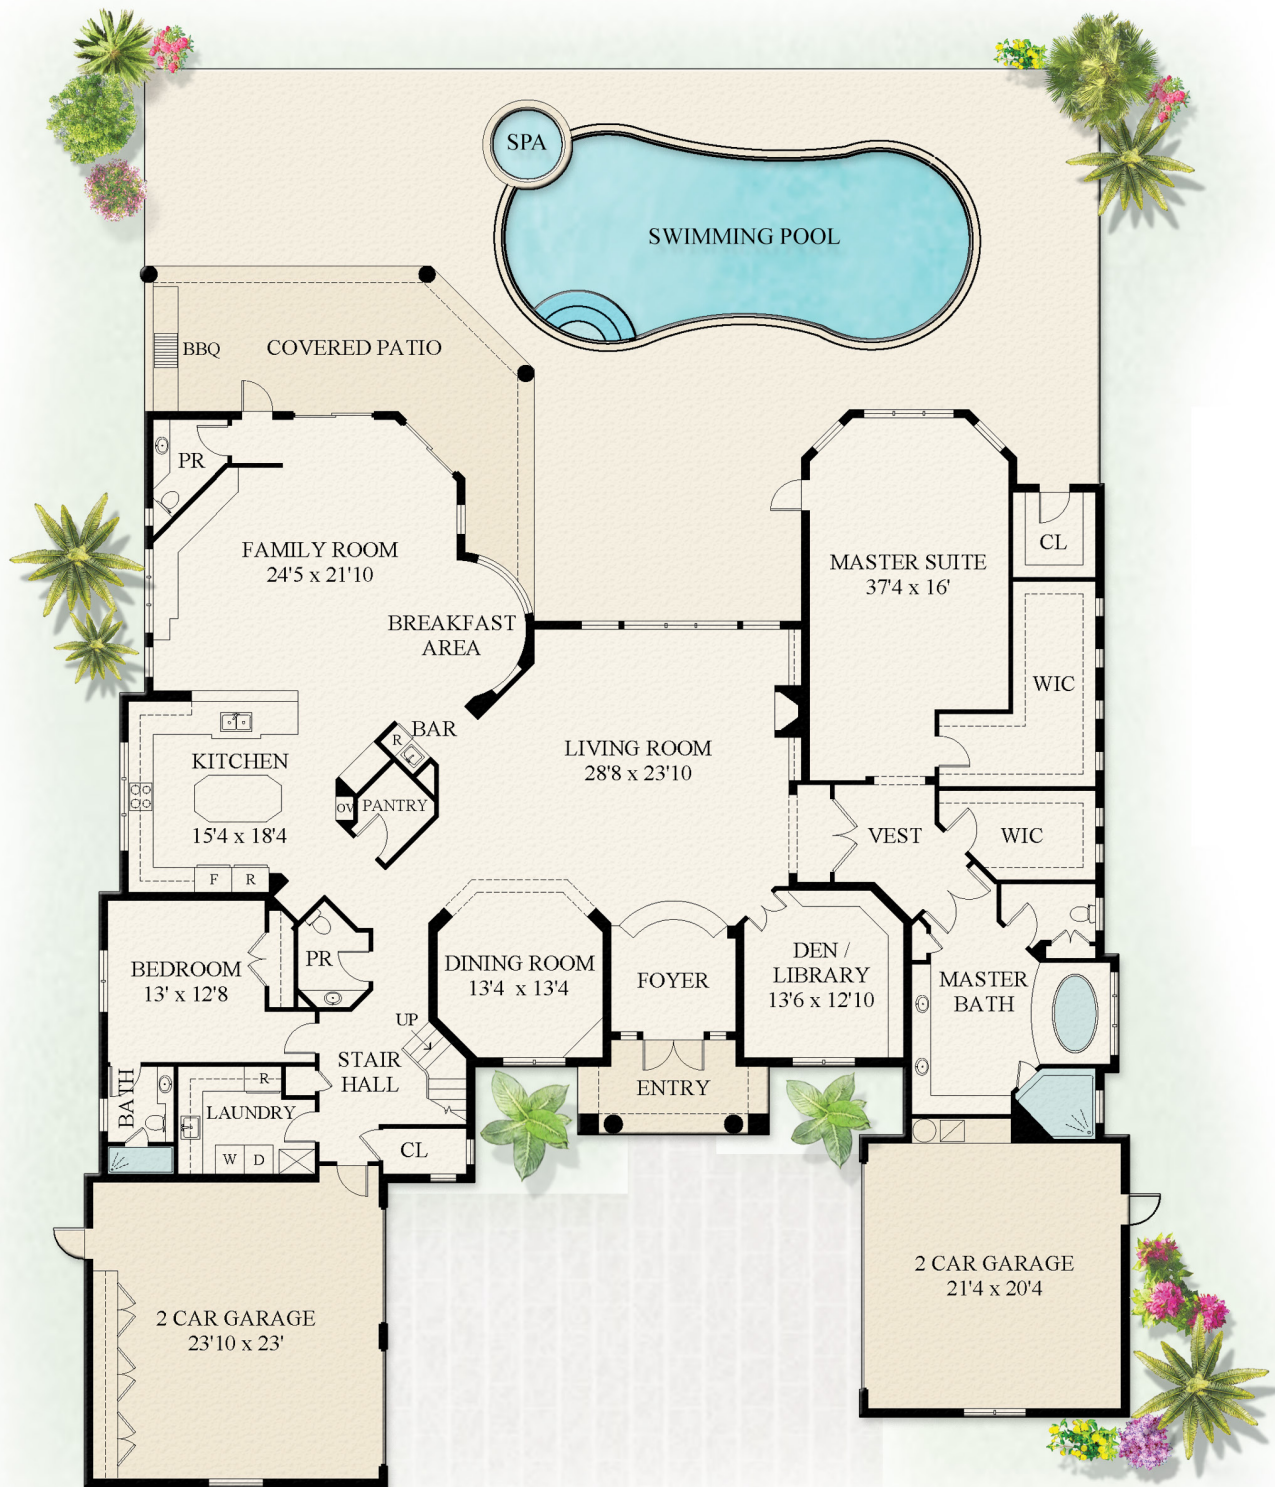 SPA
SWIMMING POOL
BBQ
COVERED PATIO
PR
FAMILY ROOM
24'5 x 21'10
BREAKFAST
AREA
MASTER SUITE
37'4 x 16'
CL
WIC
BAR
R
KITCHEN
15'4 x 18'4
OV
PANTRY
F
R
LIVING ROOM
28'8 x 23'10
VEST
WIC
BEDROOM
13' x 12'8
PR
DINING ROOM
13'4 x 13'4
FOYER
DEN /
LIBRARY
13'6 x 12'10
MASTER
BATH
UP
STAIR
HALL
ENTRY
BATH
R
LAUNDRY
W
D
CL
2 CAR GARAGE
23'10 x 23'
2 CAR GARAGE
21'4 x 20'4